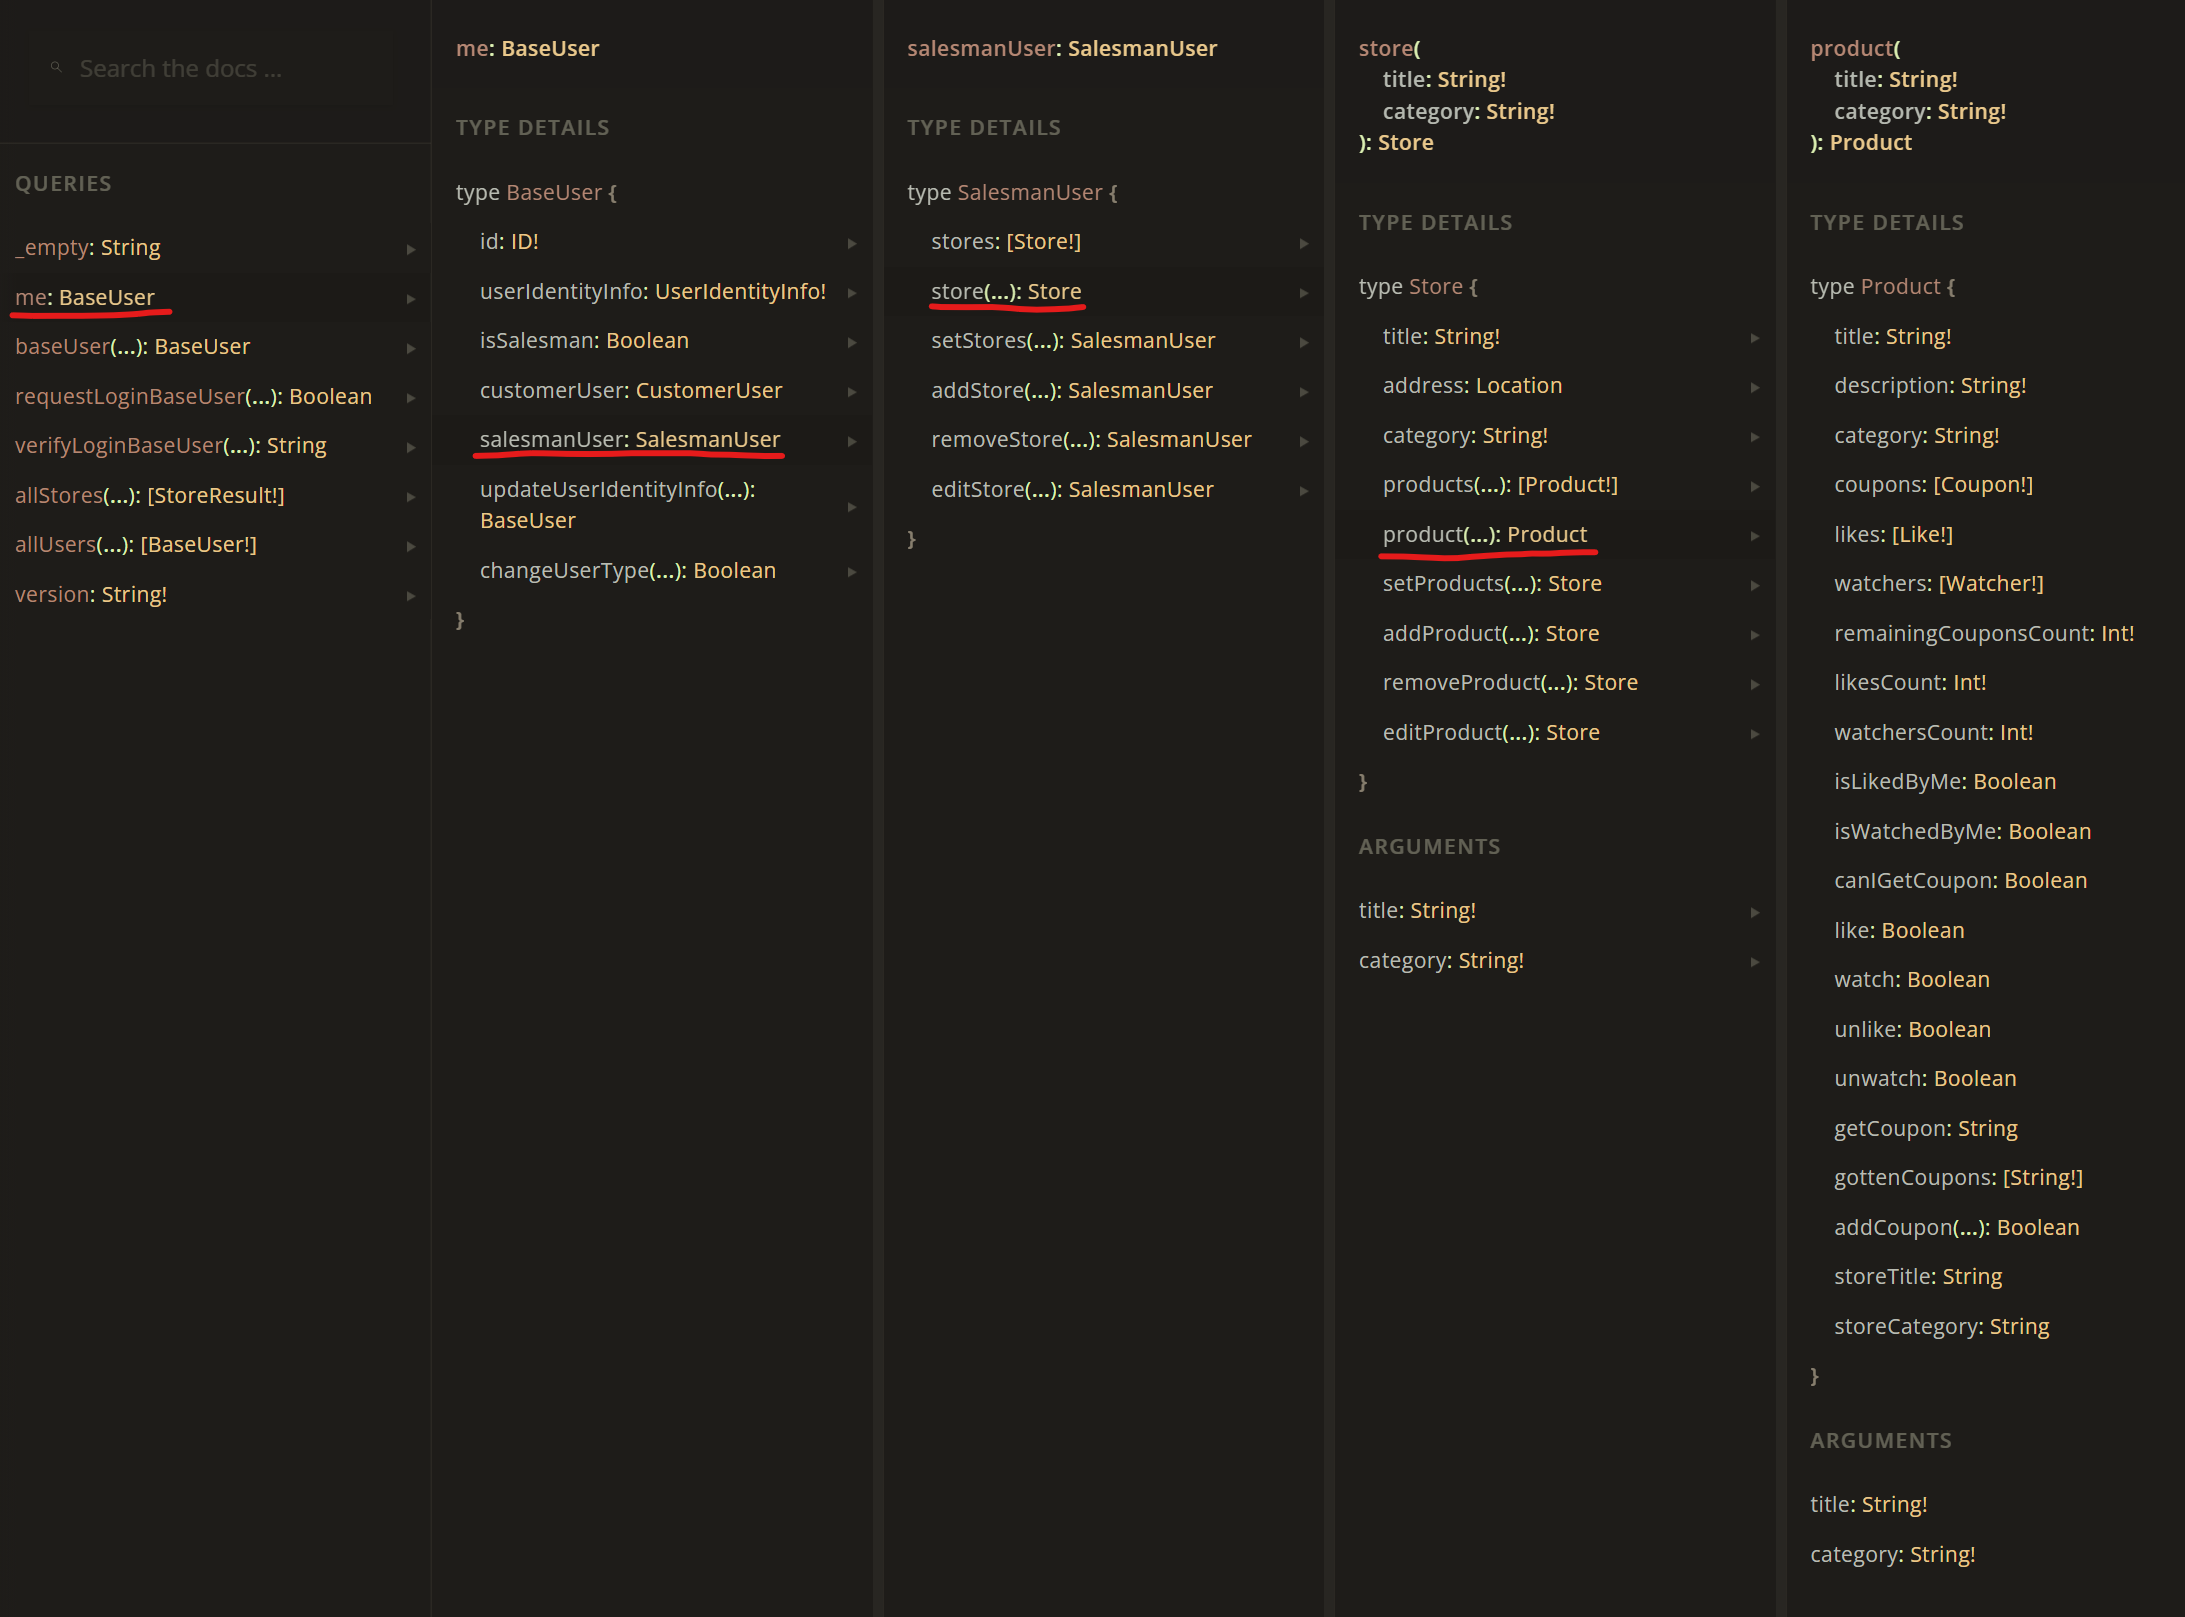 Search the docs ...
QUERIES
_empty: String
me: BaseUser
baseUser(...): BaseUser
requestLoginBaseUser(...): Boolean
verifyLoginBaseUser(...): String
allStores(...): [StoreResult!]
allUsers(...): [BaseUser!]
version: String!
me: BaseUser
TYPE DETAILS
type BaseUser {
id: ID!
userIdentityInfo: UserIdentityInfo!
isSalesman: Boolean
customerUser: CustomerUser
salesmanUser: SalesmanUser
updateUserIdentityInfo(...):
BaseUser
changeUserType(...): Boolean
}
salesmanUser: SalesmanUser
TYPE DETAILS
type SalesmanUser {
stores: [Store!]
store(...): Store
setStores(...): SalesmanUser
addStore(...): SalesmanUser
removeStore(...): SalesmanUser
editStore(...): SalesmanUser
}
store(
title: String!
category: String!
): Store
TYPE DETAILS
type Store {
title: String!
address: Location
category: String!
products(...): [Product!]
product(...): Product
setProducts(...): Store
addProduct(...): Store
removeProduct(...): Store
editProduct(...): Store
}
ARGUMENTS
title: String!
category: String!
product(
title: String!
category: String!
): Product
TYPE DETAILS
type Product {
title: String!
description: String!
category: String!
coupons: [Coupon!]
likes: [Like!]
watchers: [Watcher!]
remainingCouponsCount: Int!
likesCount: Int!
watchersCount: Int!
isLikedByMe: Boolean
isWatchedByMe: Boolean
canIGetCoupon: Boolean
like: Boolean
watch: Boolean
unlike: Boolean
unwatch: Boolean
getCoupon: String
gottenCoupons: [String!]
addCoupon(...): Boolean
storeTitle: String
storeCategory: String
}
ARGUMENTS
title: String!
category: String!